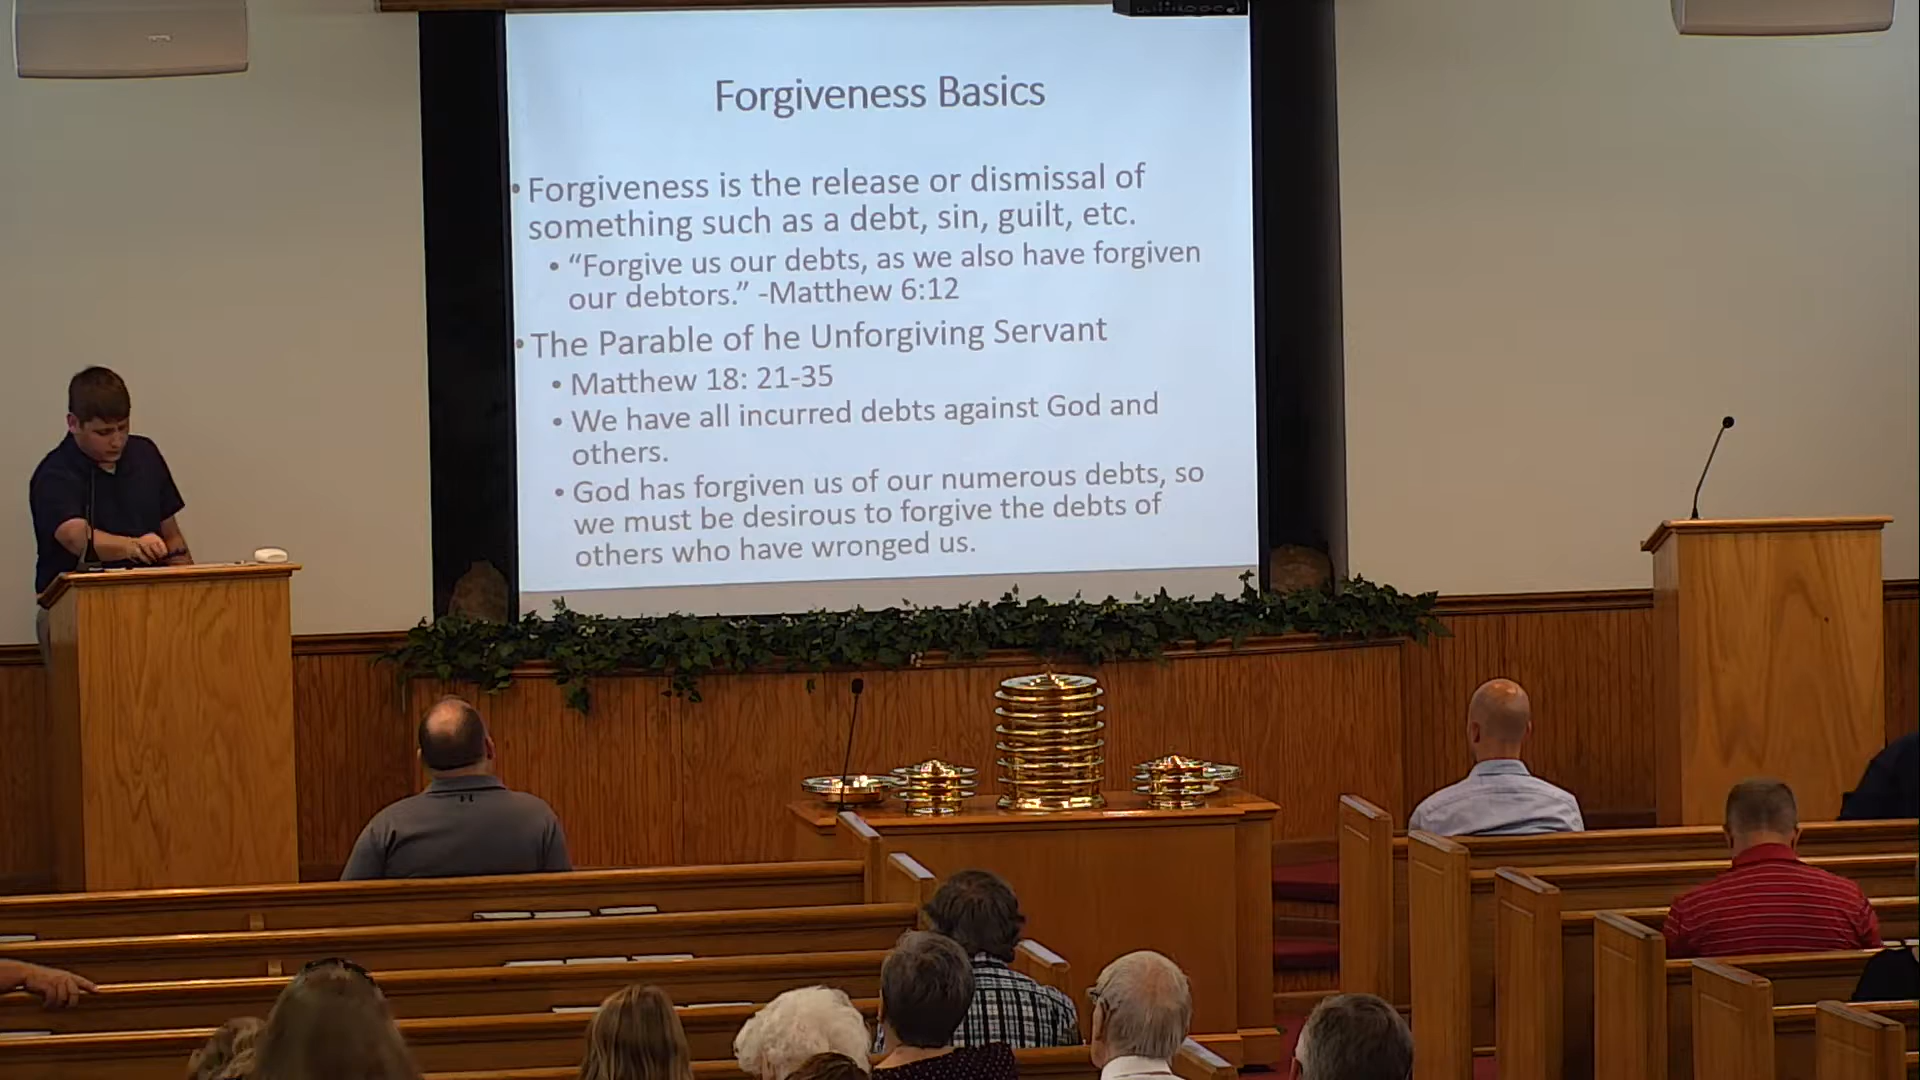 Forgiveness Basics
• Forgiveness is the release or dismissal of
something such as a debt, sin, guilt, etc.
• “Forgive us our debts, as we also have forgiven
our debtors.” -Matthew 6:12
• The Parable of he Unforgiving Servant
• Matthew 18: 21-35
• We have all incurred debts against God and
others.
• God has forgiven us of our numerous debts, so
we must be desirous to forgive the debts of
others who have wronged us.